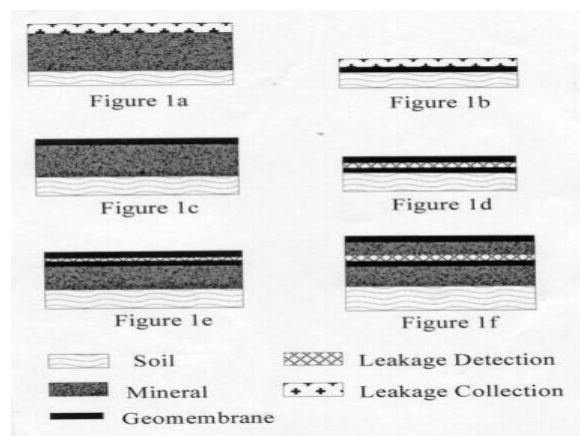 Figure 1a
Figure 1b
Figure 1c
Figure 1d
Figure 1e
Figure 1f
Soil
Leakage Detection
Mineral
Leakage Collection
Geomembrane